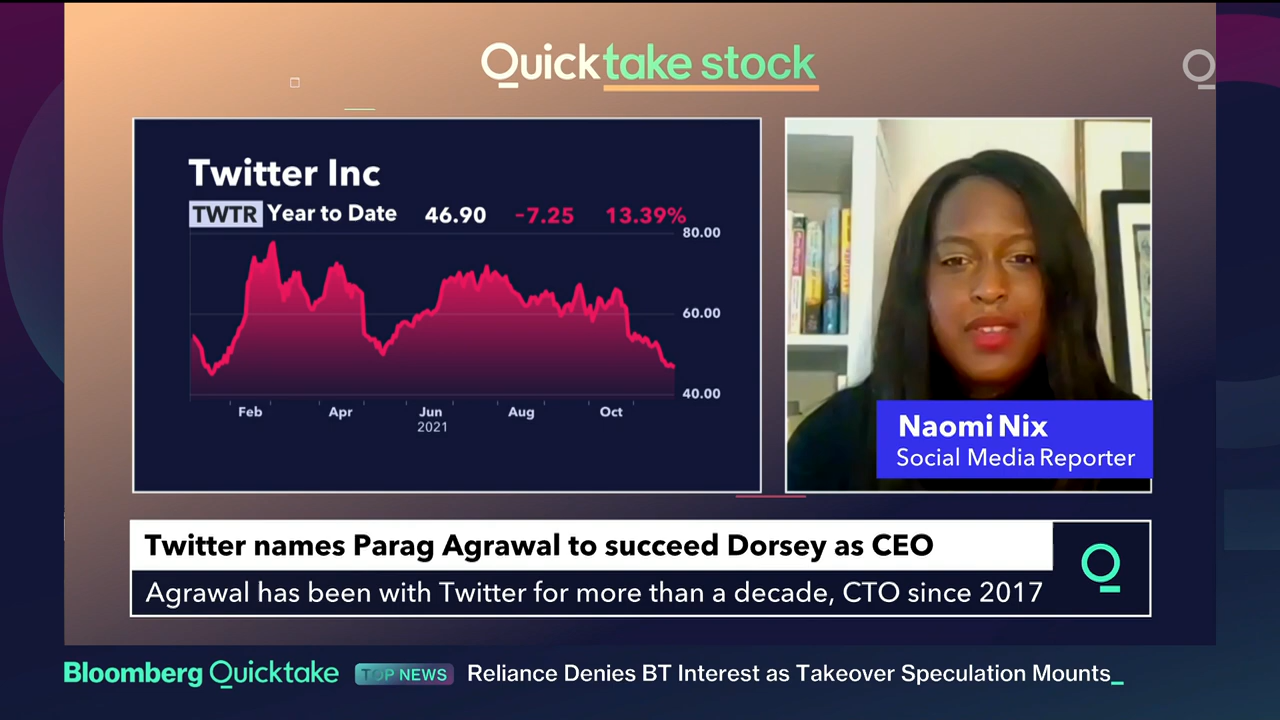 Quicktake stock
Twitter Inc
TWTR Year to Date 46.90 -7.25 13.39%
80.00
60.00
40.00
Feb Apr Jun Aug Oct
2021
Naomi Nix
Social Media Reporter
Twitter names Parag Agrawal to succeed Dorsey as CEO
Agrawal has been with Twitter for more than a decade, CTO since 2017
Bloomberg Quicktake TOP NEWS Reliance Denies BT Interest as Takeover Speculation Mounts_